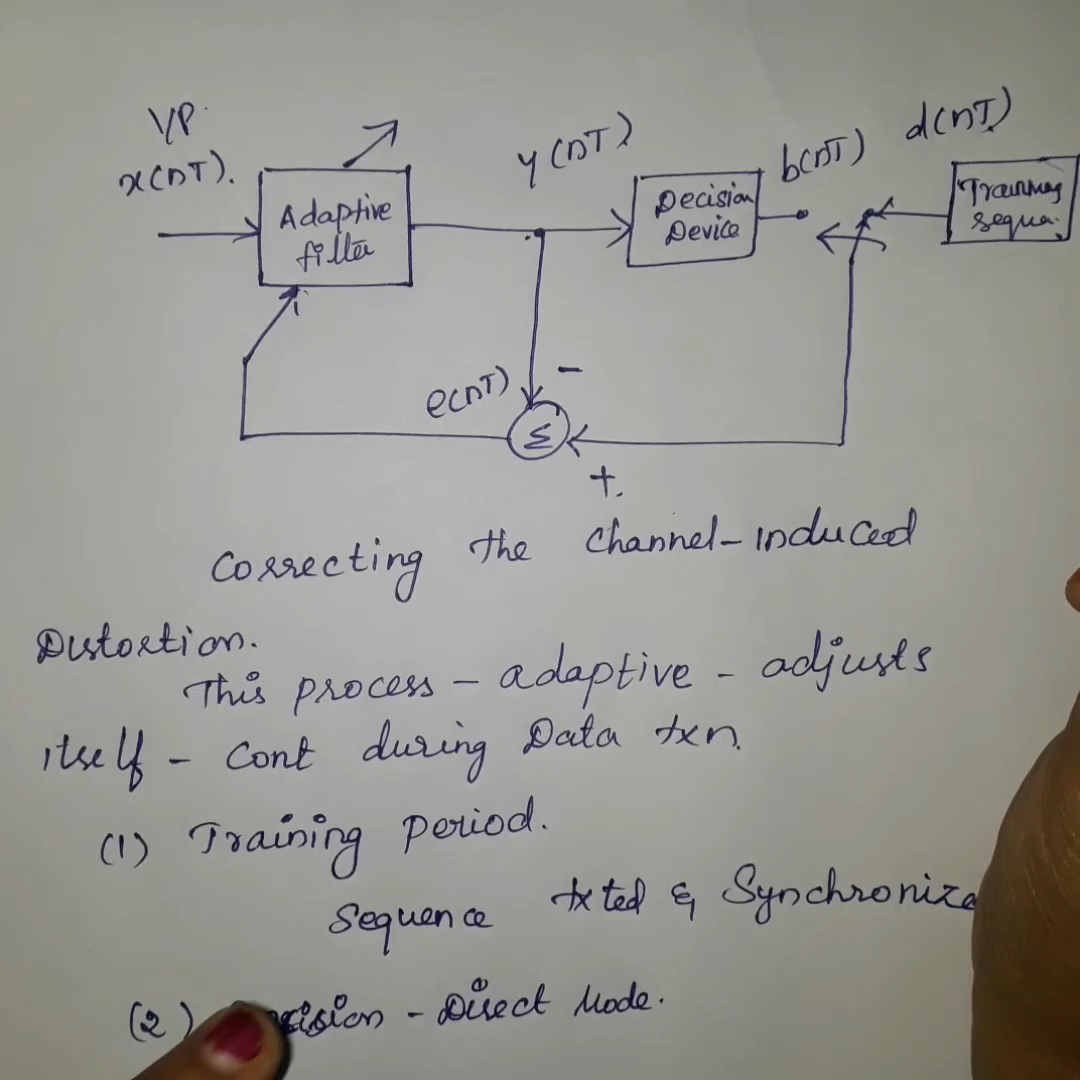 I/P.
x(nT).
Adaptive
filter
y(nT)
Decision
Device
b(nT)
d(nT)
Training
sequ.
e(nT)
-
Σ
+.
Correcting the channel-induced
Distortion.
This process - adaptive - adjusts
itself - cont during Data txn.
(1) Training period.
sequence txted & Synchronize
(2) - Direct Mode.